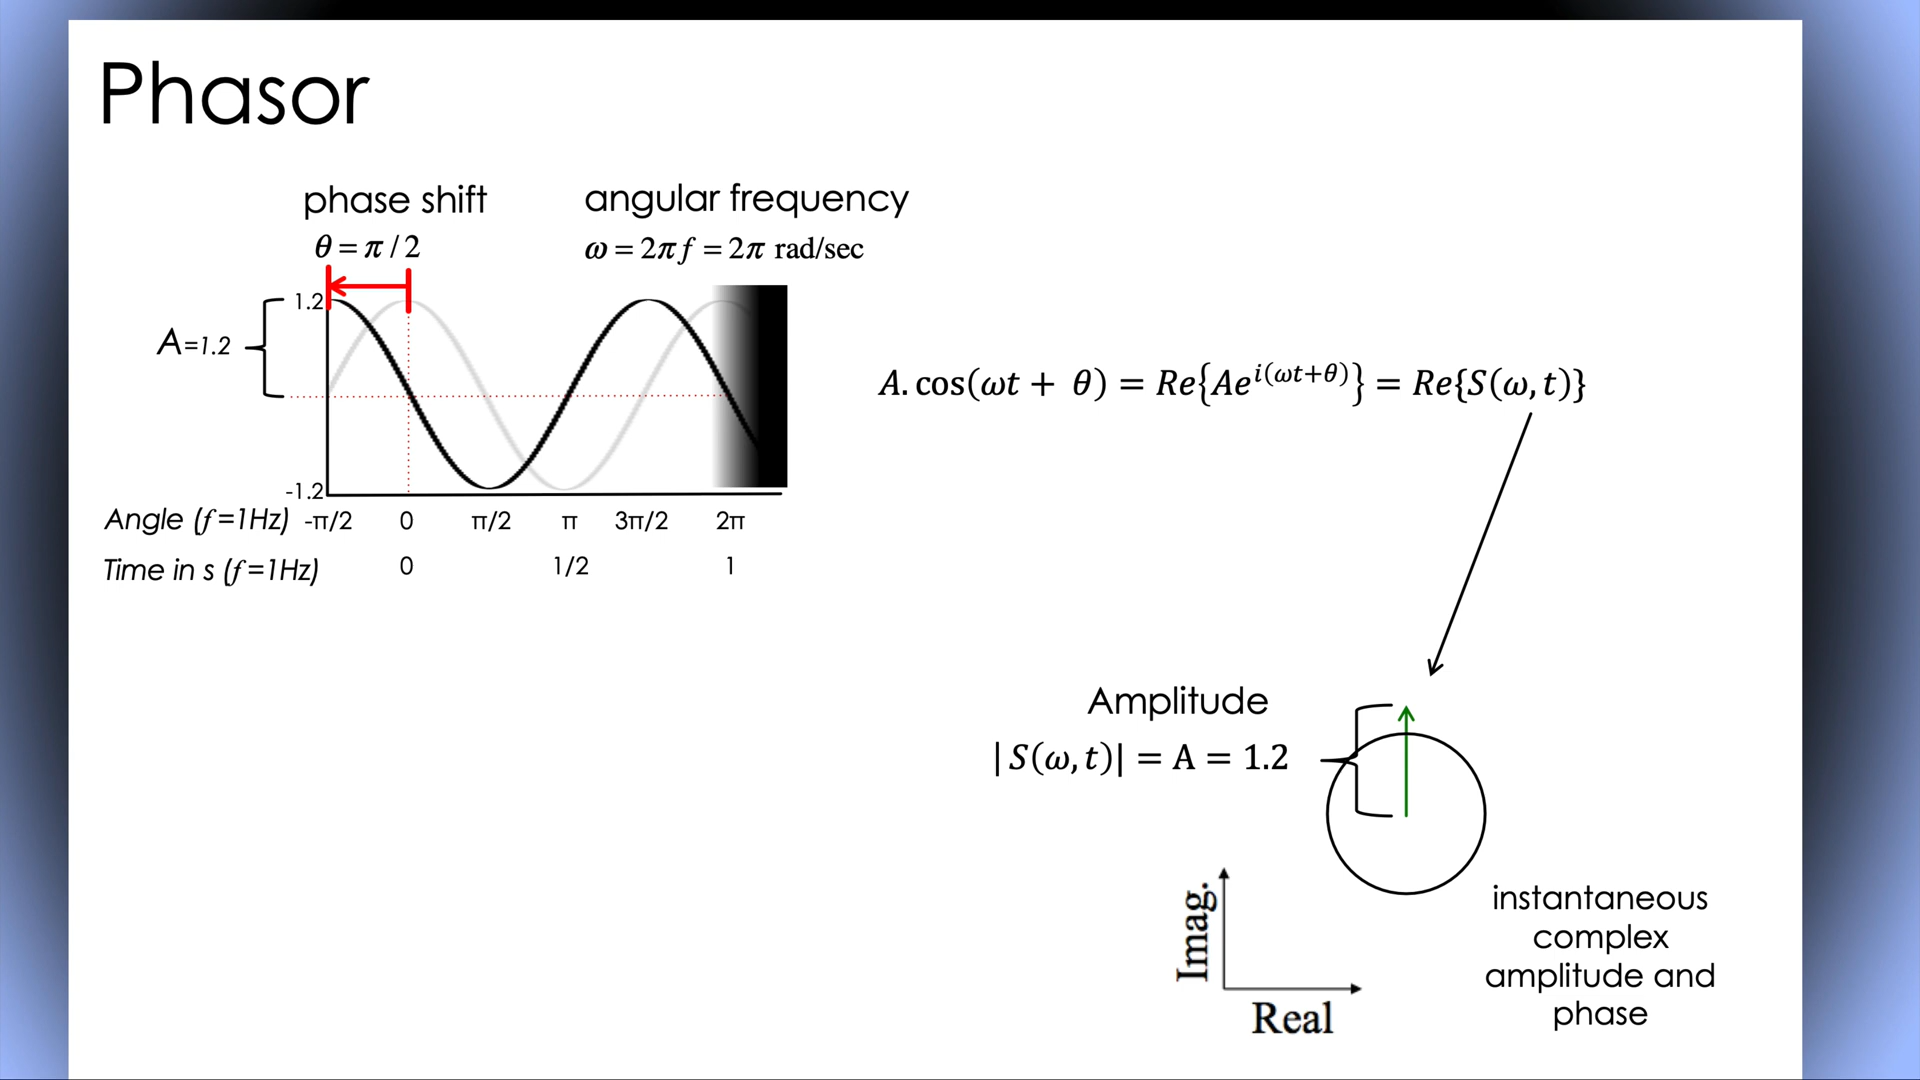 Phasor
phase shift
θ = π / 2
angular frequency
ω = 2π f = 2π rad/sec
1.2
A=1.2
-1.2
Angle (f=1Hz) -π/2 0 π/2 π 3π/2 2π
Time in s (f=1Hz) 0 1/2 1
A. cos(ωt + θ) = Re{Ae^{i(ωt+θ)}} = Re{S(ω, t)}
Amplitude
|S(ω, t)| = A = 1.2
Imag.
Real
instantaneous
complex
amplitude and
phase